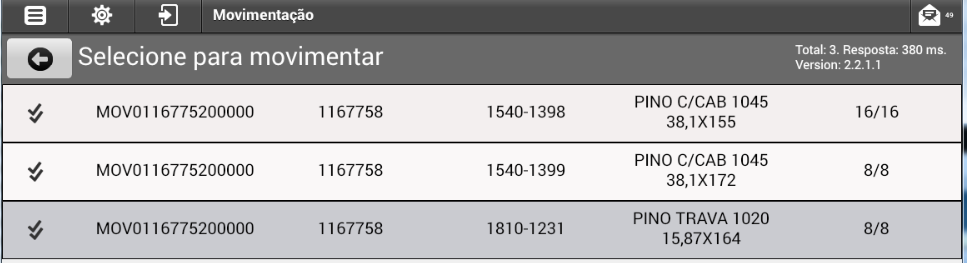 Movimentação
49
Selecione para movimentar
Total: 3. Resposta: 380 ms.
Version: 2.2.1.1
MOV0116775200000 1167758 1540-1398 PINO C/CAB 1045 16/16
38,1X155
MOV0116775200000 1167758 1540-1399 PINO C/CAB 1045 8/8
38,1X172
MOV0116775200000 1167758 1810-1231 PINO TRAVA 1020 8/8
15,87X164